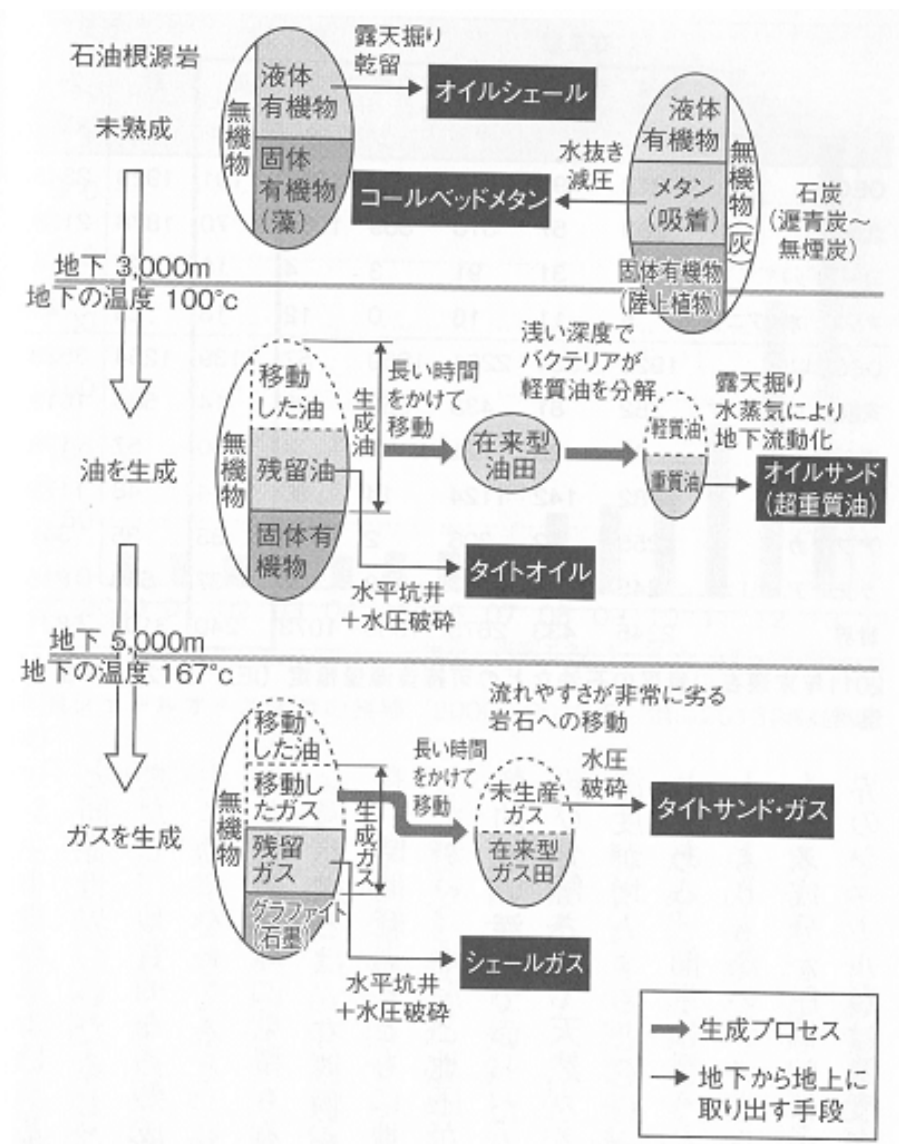 石油根源岩
未熟成
無機物
液体
有機物
固体
有機物
(藻)
露天掘り
乾留
オイルシェール
コールベッドメタン
水抜き
減圧
液体
有機物
メタン
(吸着)
固体有機物
(陸上植物)
無機物(灰)
石炭
(瀝青炭〜
無煙炭)
地下 3,000m
地下の温度 100°c
油を生成
無機物
移動
した油
残留油
固体有
機物
生成油
長い時間
をかけて
移動
在来型
油田
浅い深度で
バクテリアが
軽質油を分解
軽質油
重質油
露天掘り
水蒸気により
地下流動化
オイルサンド
(超重質油)
タイトオイル
水平坑井
+水圧破砕
地下 5,000m
地下の温度 167°c
ガスを生成
無機物
移動
した油
移動した
ガス
残留
ガス
グラファイト
(石墨)
生成ガス
長い時間
をかけて
移動
流れやすさが非常に劣る
岩石への移動
未生産
ガス
在来型
ガス田
水圧
破砕
タイトサンド・ガス
シェールガス
水平坑井
+水圧破砕
生成プロセス
地下から地上に
取り出す手段